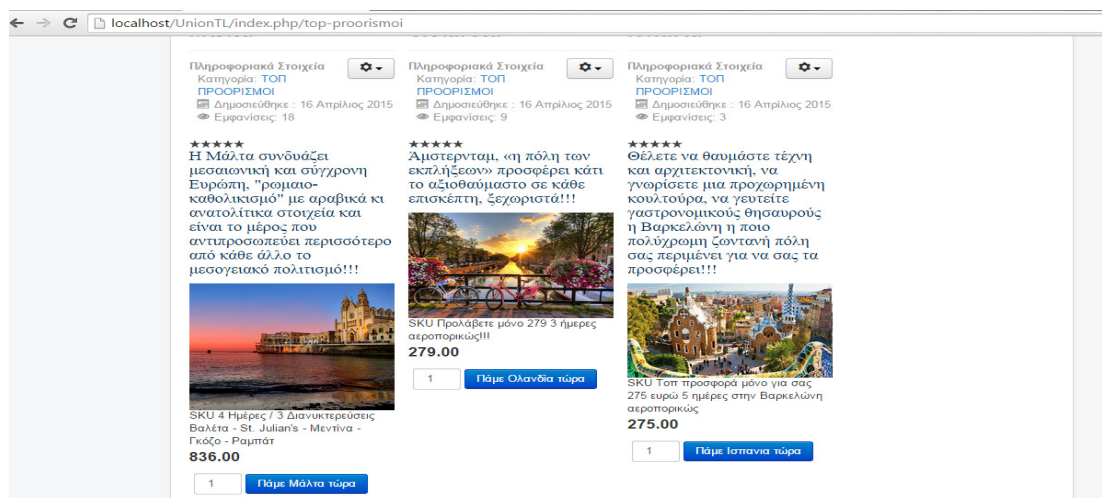 localhost/UnionTL/index.php/top-proorismoi
Πληροφοριακά Στοιχεία
Κατηγορία: ΤΟΠ
ΠΡΟΟΡΙΣΜΟΙ
Δημοσιεύθηκε : 16 Απρίλιος 2015
Εμφανίσεις: 18
★★★★★
Η Μάλτα συνδυάζει
μεσαιωνική και σύγχρονη
Ευρώπη, "ρωμαιο-
καθολικισμό" με αραβικά κι
ανατολίτικα στοιχεία και
είναι το μέρος που
αντιπροσωπεύει περισσότερο
από κάθε άλλο το
μεσογειακό πολιτισμό!!!
SKU 4 Ημέρες / 3 Διανυκτερεύσεις
Βαλέτα - St. Julian's - Μεντίνα -
Γκόζο - Ραμπάτ
836.00
1 Πάμε Μάλτα τώρα
Πληροφοριακά Στοιχεία
Κατηγορία: ΤΟΠ
ΠΡΟΟΡΙΣΜΟΙ
Δημοσιεύθηκε : 16 Απρίλιος 2015
Εμφανίσεις: 9
★★★★★
Άμστερνταμ, «η πόλη των
εκπλήξεων» προσφέρει κάτι
το αξιοθαύμαστο σε κάθε
επισκέπτη, ξεχωριστά!!!
SKU Προλάβετε μόνο 279 3 ήμερες
αεροπορικώς!!!
279.00
1 Πάμε Ολανδία τώρα
Πληροφοριακά Στοιχεία
Κατηγορία: ΤΟΠ
ΠΡΟΟΡΙΣΜΟΙ
Δημοσιεύθηκε : 16 Απρίλιος 2015
Εμφανίσεις: 3
★★★★★
Θέλετε να θαυμάστε τέχνη
και αρχιτεκτονική, να
γνωρίσετε μια προχωρημένη
κουλτούρα, να γευτείτε
γαστρονομικούς θησαυρούς
η Βαρκελώνη η ποιο
πολύχρωμη ζωντανή πόλη
σας περιμένει για να σας τα
προσφέρει!!!
SKU Τοπ προσφορά μόνο για σας
275 ευρώ 5 ημέρες στην Βαρκελώνη
αεροπορικώς
275.00
1 Πάμε Ισπανια τώρα